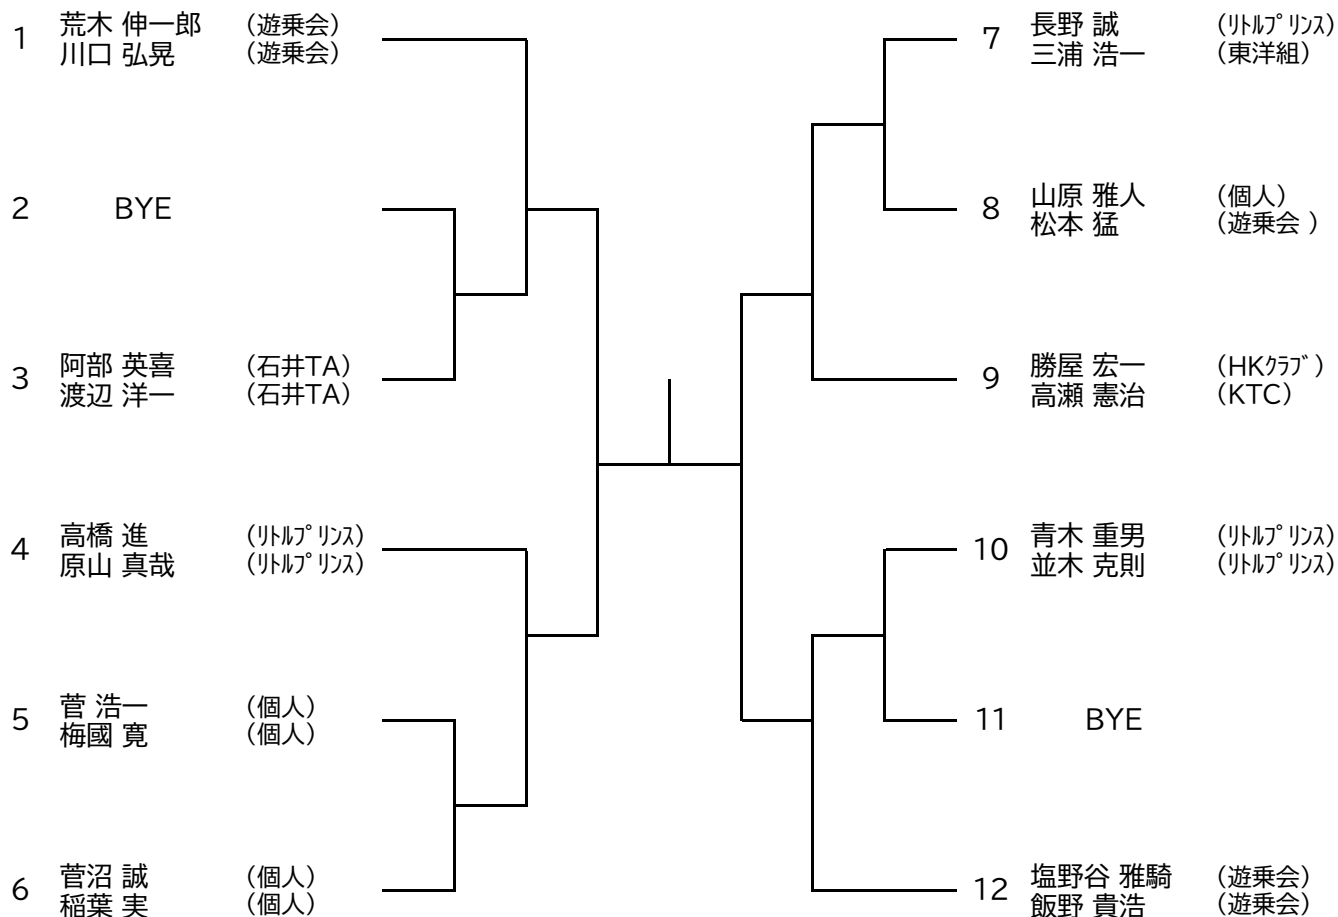 1 荒木 伸一郎 (遊乗会)
川口 弘晃 (遊乗会)
2 BYE
3 阿部 英喜 (石井TA)
渡辺 洋一 (石井TA)
4 高橋 進 (ﾘﾄﾙﾌﾟﾘﾝｽ)
原山 真哉 (ﾘﾄﾙﾌﾟﾘﾝｽ)
5 菅 浩一 (個人)
梅國 寛 (個人)
6 菅沼 誠 (個人)
稲葉 実 (個人)
7 長野 誠 (ﾘﾄﾙﾌﾟﾘﾝｽ)
三浦 浩一 (東洋組)
8 山原 雅人 (個人)
松本 猛 (遊乗会 )
9 勝屋 宏一 (HKｸﾗﾌﾞ)
高瀬 憲治 (KTC)
10 青木 重男 (ﾘﾄﾙﾌﾟﾘﾝｽ)
並木 克則 (ﾘﾄﾙﾌﾟﾘﾝｽ)
11 BYE
12 塩野谷 雅騎 (遊乗会)
飯野 貴浩 (遊乗会)